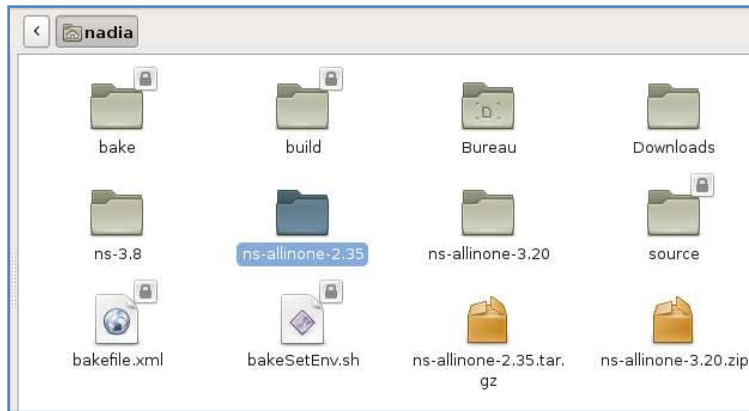 nadia
bake
build
Bureau
Downloads
ns-3.8
ns-allinone-2.35
ns-allinone-3.20
source
bakefile.xml
bakeSetEnv.sh
ns-allinone-2.35.tar.
gz
ns-allinone-3.20.zip